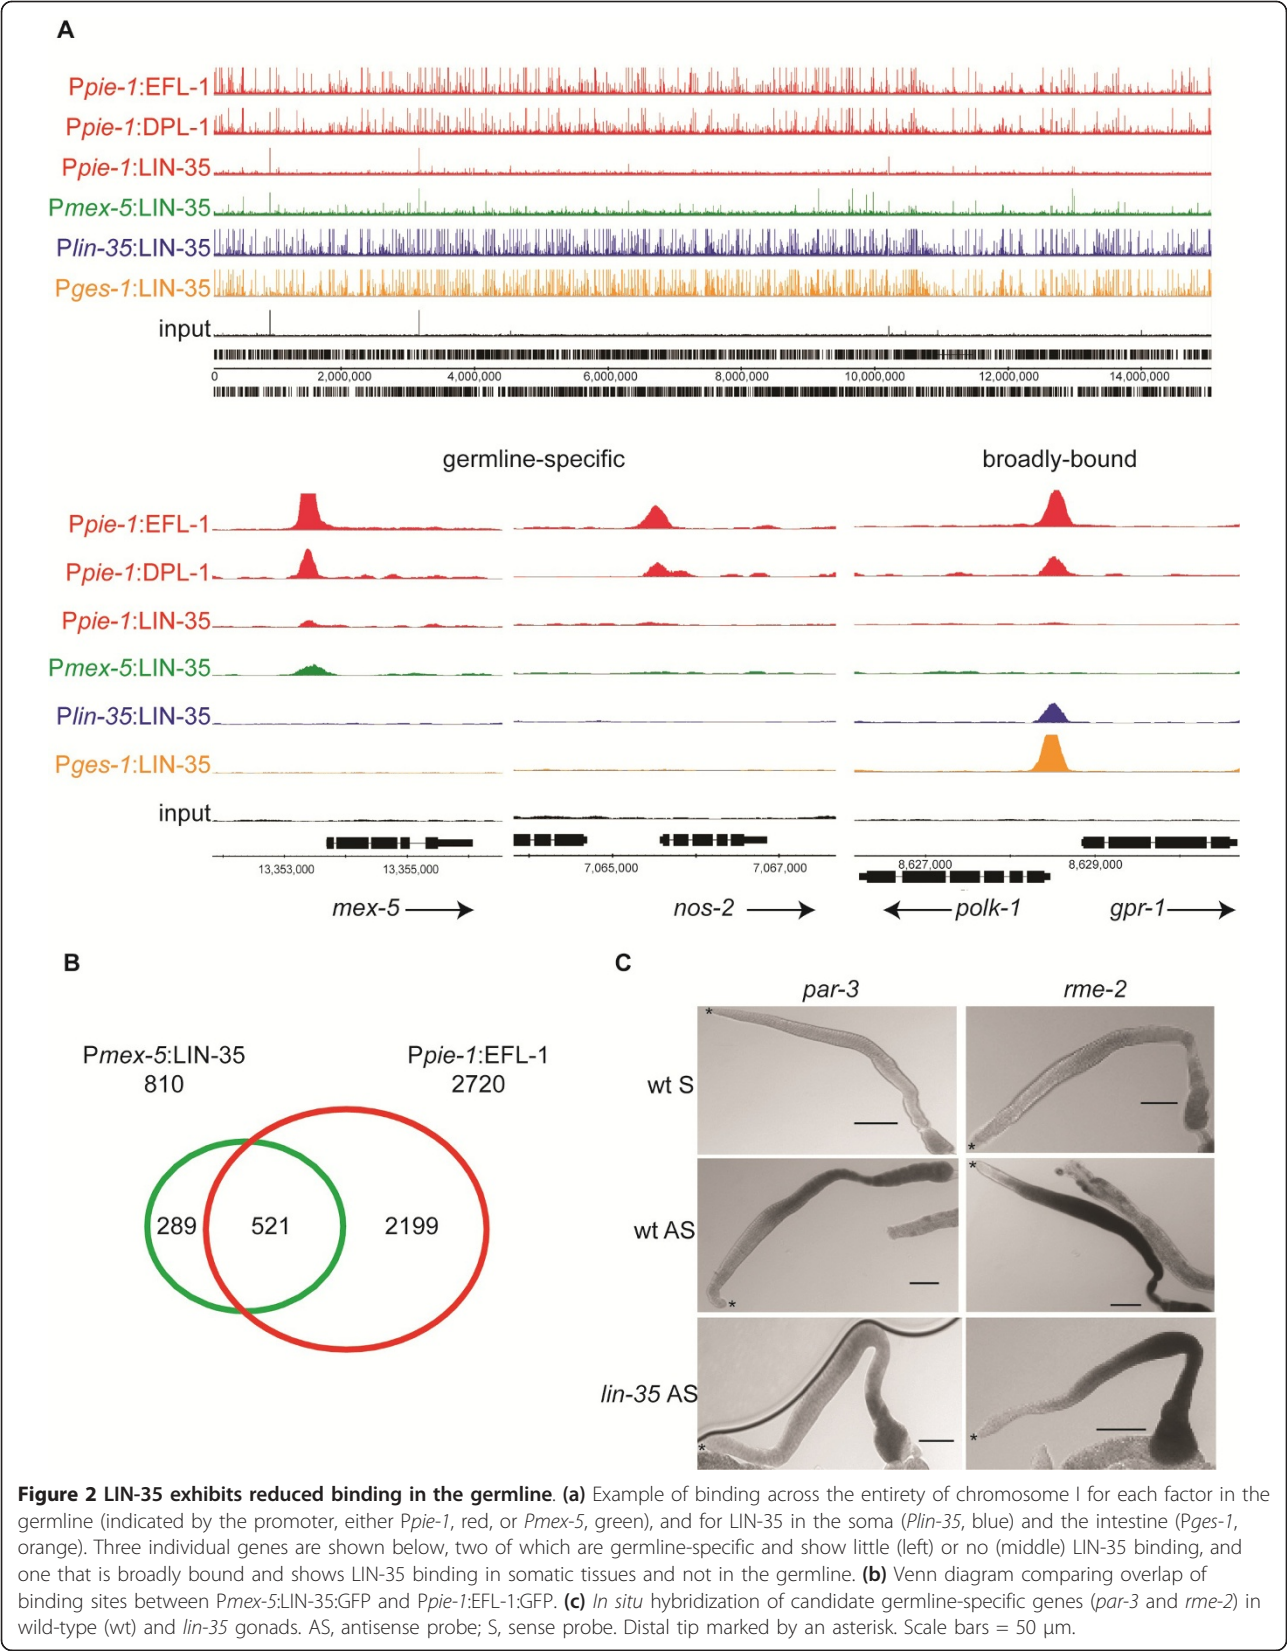 A
Ppie-1:EFL-1
Ppie-1:DPL-1
Ppie-1:LIN-35
Pmex-5:LIN-35
Plin-35:LIN-35
Pges-1:LIN-35
input
0 2,000,000 4,000,000 6,000,000 8,000,000 10,000,000 12,000,000 14,000,000
germline-specific broadly-bound
Ppie-1:EFL-1
Ppie-1:DPL-1
Ppie-1:LIN-35
Pmex-5:LIN-35
Plin-35:LIN-35
Pges-1:LIN-35
input
13,353,000 13,355,000 7,065,000 7,067,000 8,627,000 8,629,000
mex-5 nos-2 polk-1 gpr-1
B
Pmex-5:LIN-35 Ppie-1:EFL-1
810 2720
289 521 2199
C
par-3 rme-2
wt S
* *
wt AS
* *
lin-35 AS
* *
Figure 2 LIN-35 exhibits reduced binding in the germline. (a) Example of binding across the entirety of chromosome I for each factor in the
germline (indicated by the promoter, either Ppie-1, red, or Pmex-5, green), and for LIN-35 in the soma (Plin-35, blue) and the intestine (Pges-1,
orange). Three individual genes are shown below, two of which are germline-specific and show little (left) or no (middle) LIN-35 binding, and
one that is broadly bound and shows LIN-35 binding in somatic tissues and not in the germline. (b) Venn diagram comparing overlap of
binding sites between Pmex-5:LIN-35:GFP and Ppie-1:EFL-1:GFP. (c) In situ hybridization of candidate germline-specific genes (par-3 and rme-2) in
wild-type (wt) and lin-35 gonads. AS, antisense probe; S, sense probe. Distal tip marked by an asterisk. Scale bars = 50 μm.